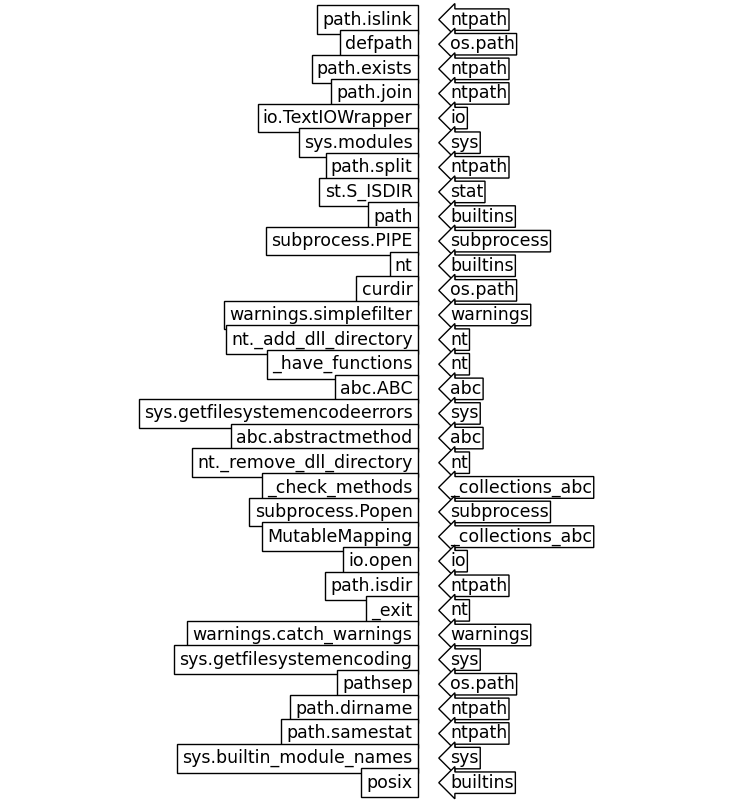 path.islink ntpath
defpath os.path
path.exists ntpath
path.join ntpath
io.TextIOWrapper io
sys.modules sys
path.split ntpath
st.S_ISDIR stat
path builtins
subprocess.PIPE subprocess
nt builtins
curdir os.path
warnings.simplefilter warnings
nt._add_dll_directory nt
_have_functions nt
abc.ABC abc
sys.getfilesystemencodeerrors sys
abc.abstractmethod abc
nt._remove_dll_directory nt
_check_methods _collections_abc
subprocess.Popen subprocess
MutableMapping _collections_abc
io.open io
path.isdir ntpath
_exit nt
warnings.catch_warnings warnings
sys.getfilesystemencoding sys
pathsep os.path
path.dirname ntpath
path.samestat ntpath
sys.builtin_module_names sys
posix builtins